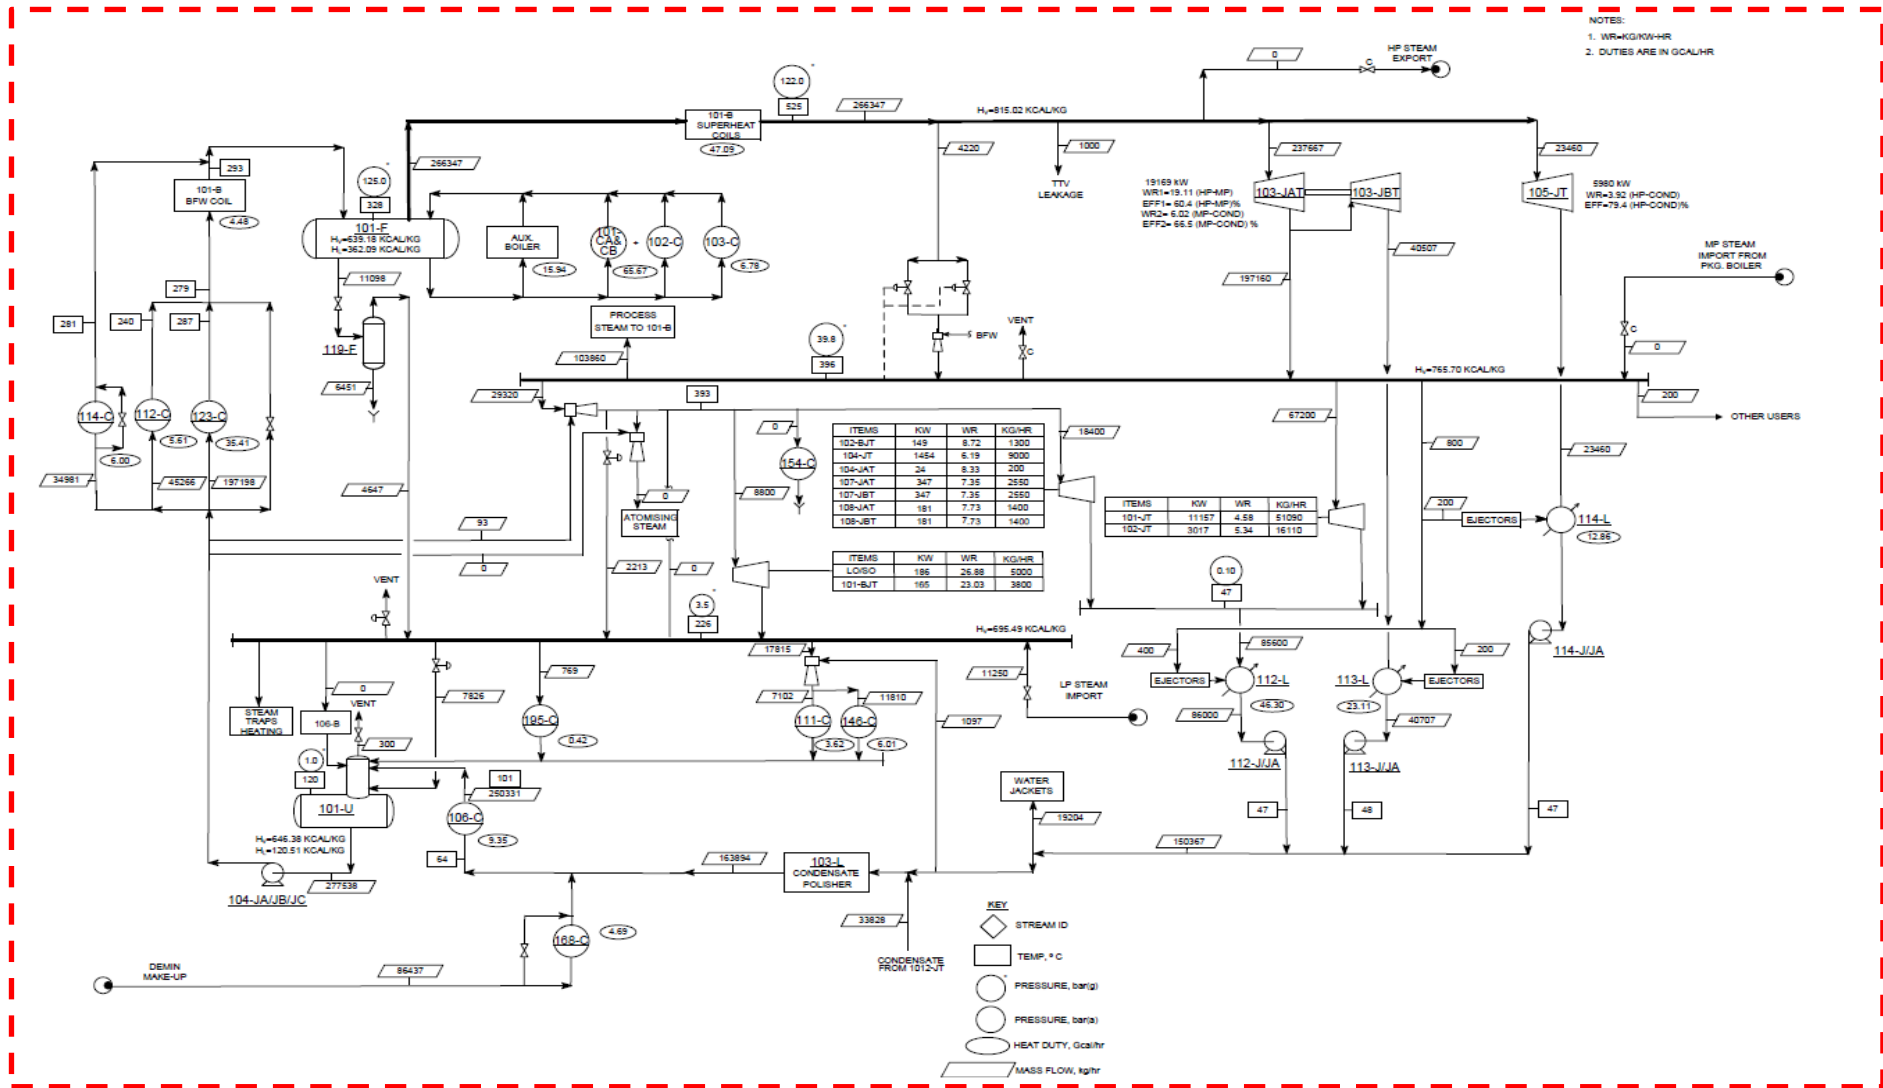 NOTES:
1. WR=KG/KW-HR
2. DUTIES ARE IN GCAL/HR
0
HP STEAM
EXPORT
C
122.0
525
266347
Hv=815.02 KCAL/KG
101-B
SUPERHEAT
COILS
47.09
266347
4220
1000
TTV
LEAKAGE
237667
23460
19169 kW
WR1=19.11 (HP-MP)
EFF1= 60.4 (HP-MP)%
WR2= 6.02 (MP-COND)
EFF2= 66.5 (MP-COND) %
103-JAT
103-JBT
105-JT
5980 kW
WR=3.92 (HP-COND)
EFF=79.4 (HP-COND)%
293
101-B
BFW COIL
4.48
125.0
328
101-F
Hv=639.18 KCAL/KG
HL=362.09 KCAL/KG
AUX.
BOILER
15.94
101-
CA&
CB
65.67
102-C
103-C
6.78
40507
197160
MP STEAM
IMPORT FROM
PKG. BOILER
C
0
11098
279
281
240
287
119-F
6451
PROCESS
STEAM TO 101-B
103860
39.8
396
BFW
VENT
C
Hv=765.70 KCAL/KG
200
OTHER USERS
29320
393
0
18400
67200
800
23460
114-C
112-C
123-C
6.00
5.61
35.41
34981
45266
197198
4647
154-C
8800
0
ATOMISING
STEAM
93
0
2213
0
ITEMS KW WR KG/HR
102-BJT 149 8.72 1300
104-JT 1454 6.19 9000
104-JAT 24 8.33 200
107-JAT 347 7.35 2550
107-JBT 347 7.35 2550
108-JAT 181 7.73 1400
108-JBT 181 7.73 1400
ITEMS KW WR KG/HR
101-JT 11157 4.58 51090
102-JT 3017 5.34 16110
200
EJECTORS
114-L
12.86
ITEMS KW WR KG/HR
LO/SO 186 26.88 5000
101-BJT 165 23.03 3800
0.10
47
VENT
3.5
226
Hv=695.49 KCAL/KG
17815
11250
LP STEAM
IMPORT
400
85600
200
114-J/JA
EJECTORS
112-L
46.30
113-L
23.11
EJECTORS
86000
40707
112-J/JA
113-J/JA
STEAM
TRAPS
HEATING
0
106-B
VENT
300
7826
769
195-C
0.42
7102
11810
111-C
146-C
3.62
6.01
1097
1.0
120
101-U
Hv=646.38 KCAL/KG
HL=120.51 KCAL/KG
101
250331
106-C
9.35
64
WATER
JACKETS
19204
47
48
47
150367
104-JA/JB/JC
277538
163894
103-L
CONDENSATE
POLISHER
33828
CONDENSATE
FROM 1012-JT
168-C
4.69
DEMIN
MAKE-UP
86437
KEY
STREAM ID
TEMP, º C
PRESSURE, bar(g)
PRESSURE, bar(a)
HEAT DUTY, Gcal/hr
MASS FLOW, kg/hr